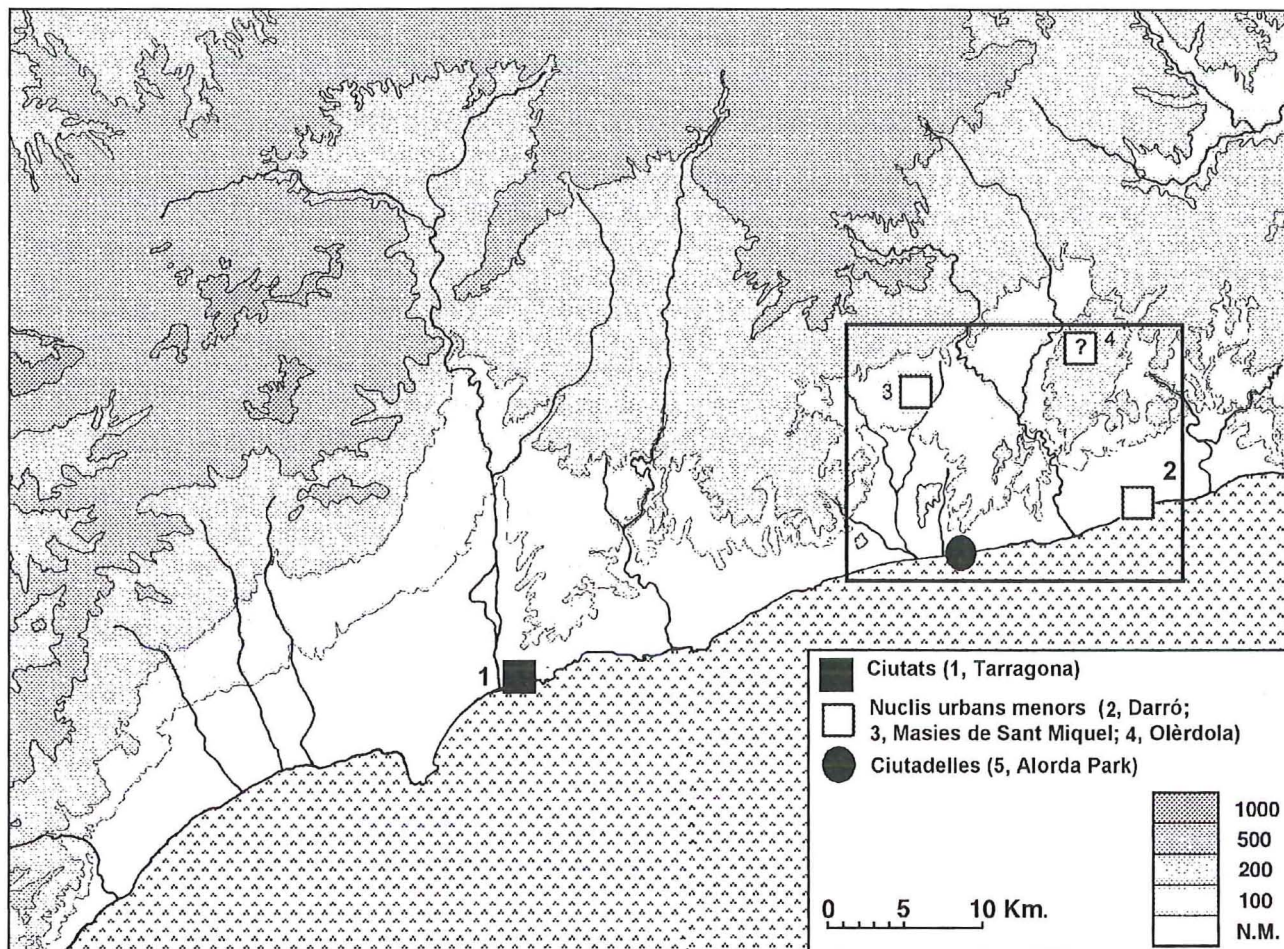 ? 4
3
2
1
Ciutats (1, Tarragona)
Nuclis urbans menors (2, Darró;
3, Masies de Sant Miquel; 4, Olèrdola)
Ciutadelles (5, Alorda Park)
1000
500
200
100
N.M.
0 5 10 Km.